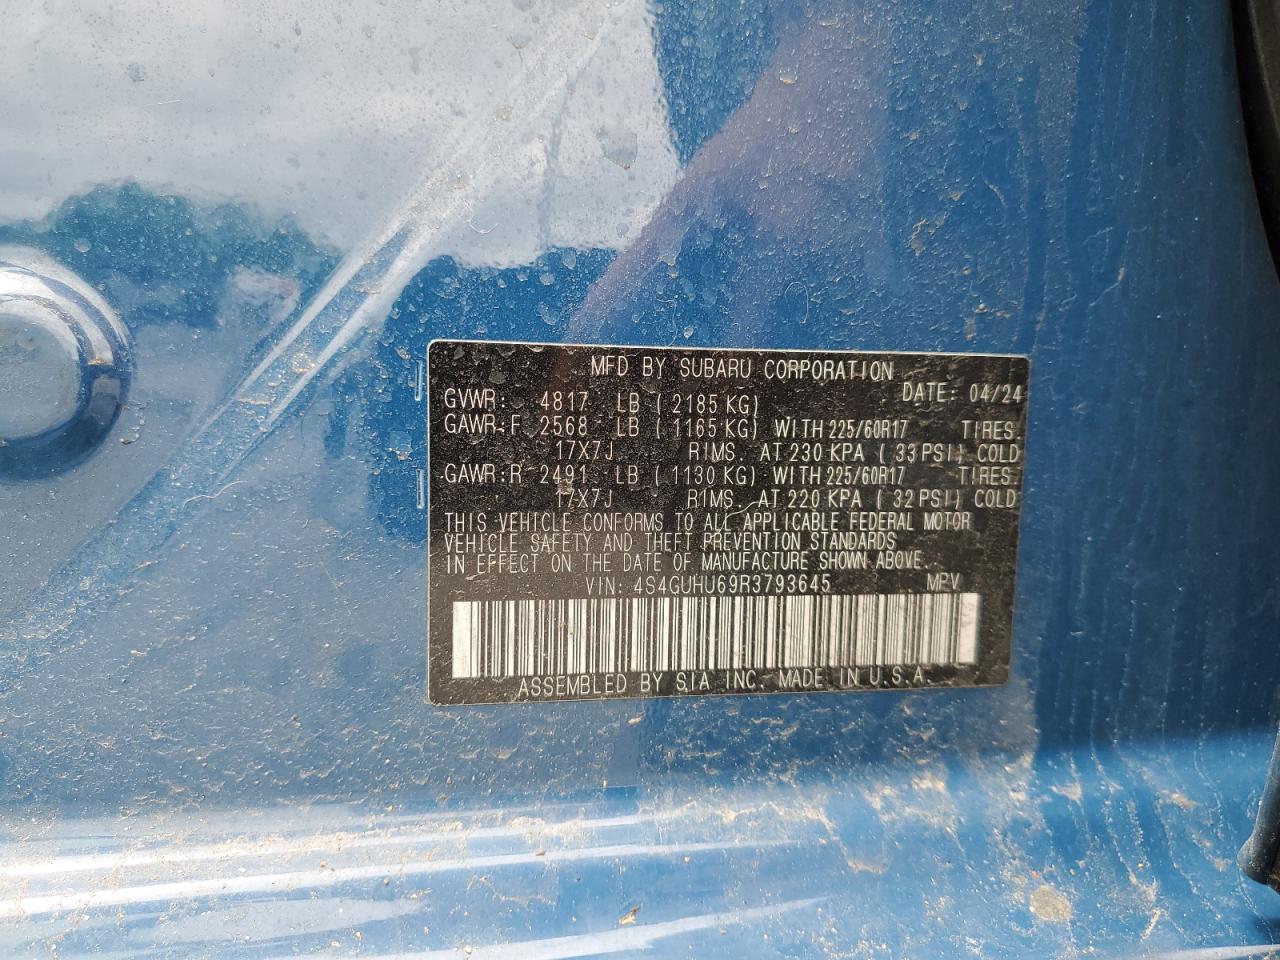 MFD BY SUBARU CORPORATION
GVWR: 4817 LB (2185 KG) DATE: 04/24
GAWR:F 2568 LB (1165 KG) WITH 225/60R17 TIRES.
17X7J RIMS. AT 230 KPA (33 PSI) COLD
GAWR:R 2491 LB (1130 KG) WITH 225/60R17 TIRES
17X7J RIMS. AT 220 KPA (32 PSI) COLD
THIS VEHICLE CONFORMS TO ALL APPLICABLE FEDERAL MOTOR
VEHICLE SAFETY AND THEFT PREVENTION STANDARDS
IN EFFECT ON THE DATE OF MANUFACTURE SHOWN ABOVE.
VIN: 4S4GUHU69R3793645 MPV
ASSEMBLED BY SIA INC. MADE IN U.S.A.